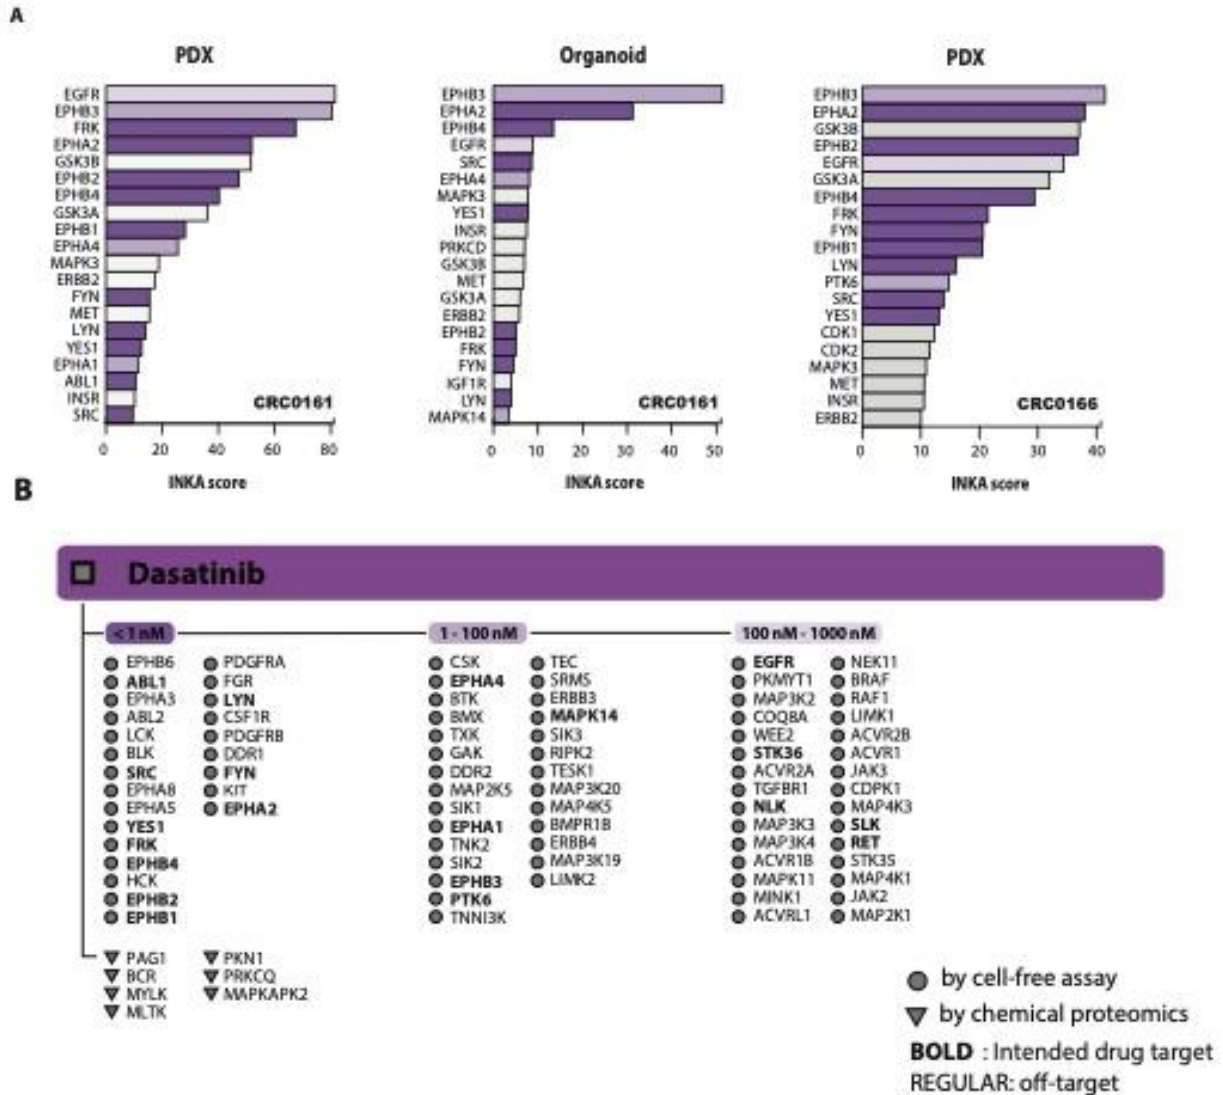 A
PDX
EGFR
EPHB3
FRK
EPHA2
GSK3B
EPHB2
EPHB4
GSK3A
EPHB1
EPHA4
MAPK3
ERBB2
FYN
MET
LYN
YES1
EPHA1
ABL1
INSR
SRC
CRC0161
0 20 40 60 80
INKA score
Organoid
EPHB3
EPHA2
EPHB4
EGFR
SRC
EPHA4
MAPK3
YES1
INSR
PRKCD
GSK3B
MET
GSK3A
ERBB2
EPHB2
FRK
FYN
IGF1R
LYN
MAPK14
CRC0161
0 10 20 30 40 50
INKA score
PDX
EPHB3
EPHA2
GSK3B
EPHB2
EGFR
GSK3A
EPHB4
FRK
FYN
EPHB1
LYN
PTK6
SRC
YES1
CDK1
CDK2
MAPK3
MET
INSR
ERBB2
CRC0166
0 10 20 30 40
INKA score
B
Dasatinib
< 1 nM
EPHB6 PDGFRA
ABL1 FGR
EPHA3 LYN
ABL2 CSF1R
LCK PDGFRB
BLK DDR1
SRC FYN
EPHA8 KIT
EPHA5 EPHA2
YES1
FRK
EPHB4
HCK
EPHB2
EPHB1
PAG1 PKN1
BCR PRKCQ
MYLK MAPKAPK2
MLTK
1 - 100 nM
CSK TEC
EPHA4 SRMS
BTK ERBB3
BMX MAPK14
TXK SIK3
GAK RIPK2
DDR2 TESK1
MAP2K5 MAP3K20
SIK1 MAP4K5
EPHA1 BMPR1B
TNK2 ERBB4
SIK2 MAP3K19
EPHB3 LIMK2
PTK6
TNNI3K
100 nM - 1000 nM
EGFR NEK11
PKMYT1 BRAF
MAP3K2 RAF1
COQ8A LIMK1
WEE2 ACVR2B
STK36 ACVR1
ACVR2A JAK3
TGFBR1 CDPK1
NLK MAP4K3
MAP3K3 SLK
MAP3K4 RET
ACVR1B STK35
MAPK11 MAP4K1
MINK1 JAK2
ACVRL1 MAP2K1
by cell-free assay
by chemical proteomics
BOLD : Intended drug target
REGULAR: off-target